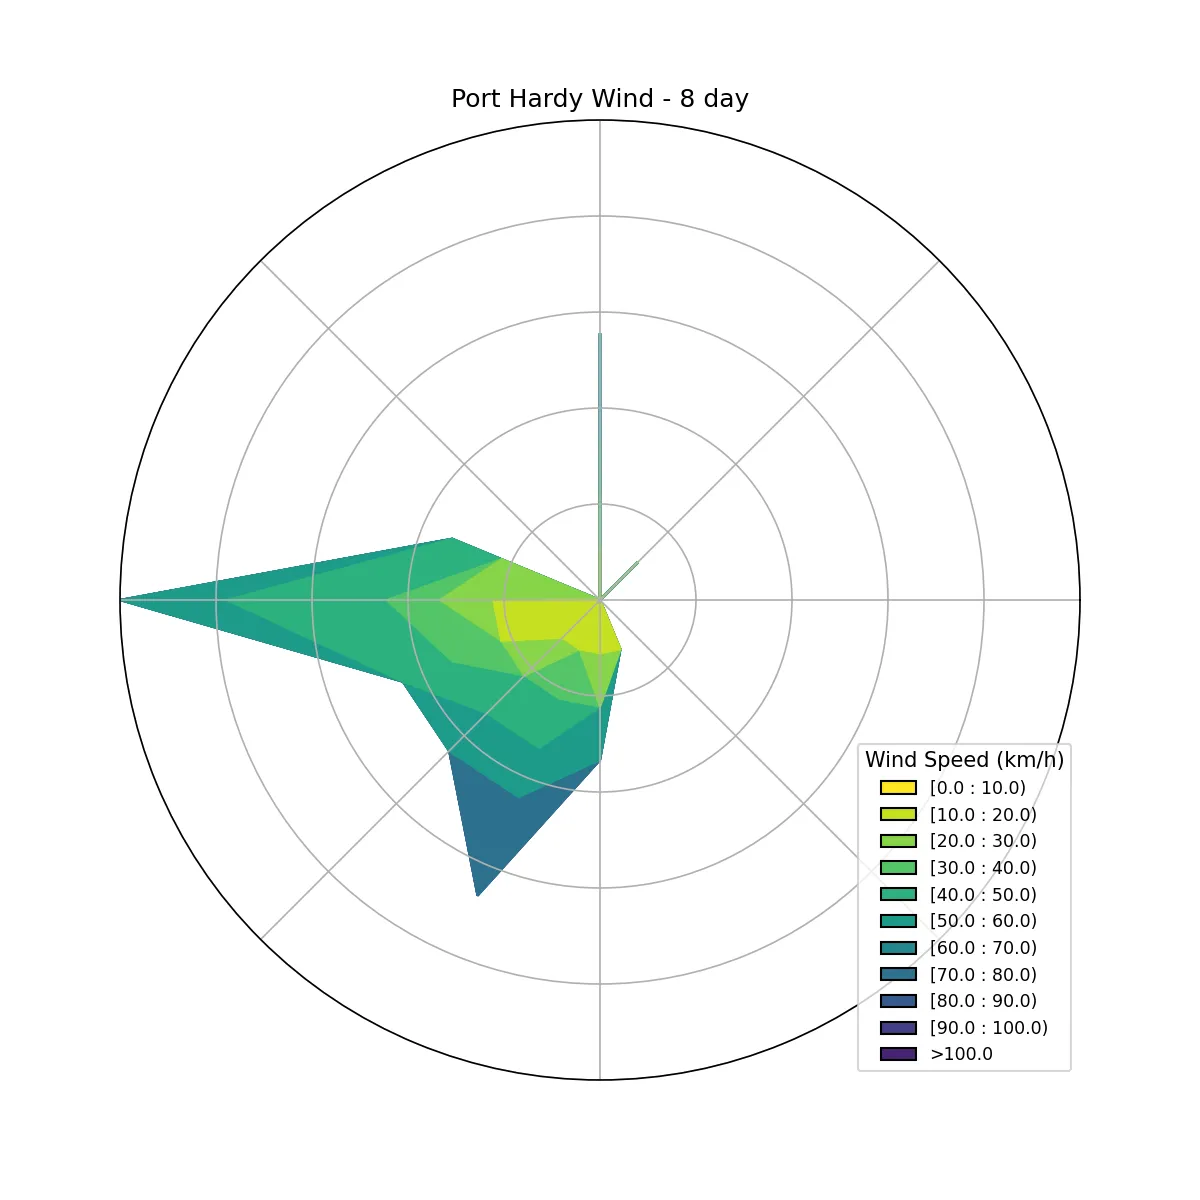 Port Hardy Wind - 8 day
Wind Speed (km/h)
[0.0 : 10.0)
[10.0 : 20.0)
[20.0 : 30.0)
[30.0 : 40.0)
[40.0 : 50.0)
[50.0 : 60.0)
[60.0 : 70.0)
[70.0 : 80.0)
[80.0 : 90.0)
[90.0 : 100.0)
>100.0